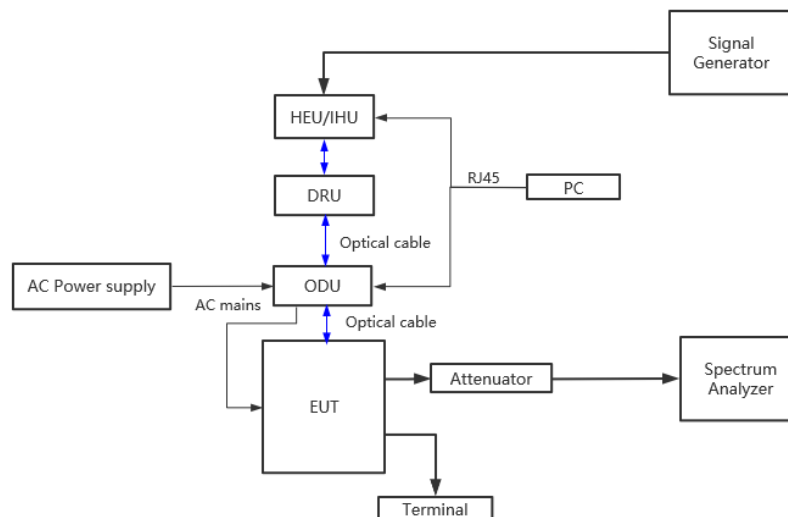 Signal
Generator
HEU/IHU
RJ45
PC
DRU
Optical cable
AC Power supply
ODU
AC mains
Optical cable
Attenuator
Spectrum
Analyzer
EUT
Terminal